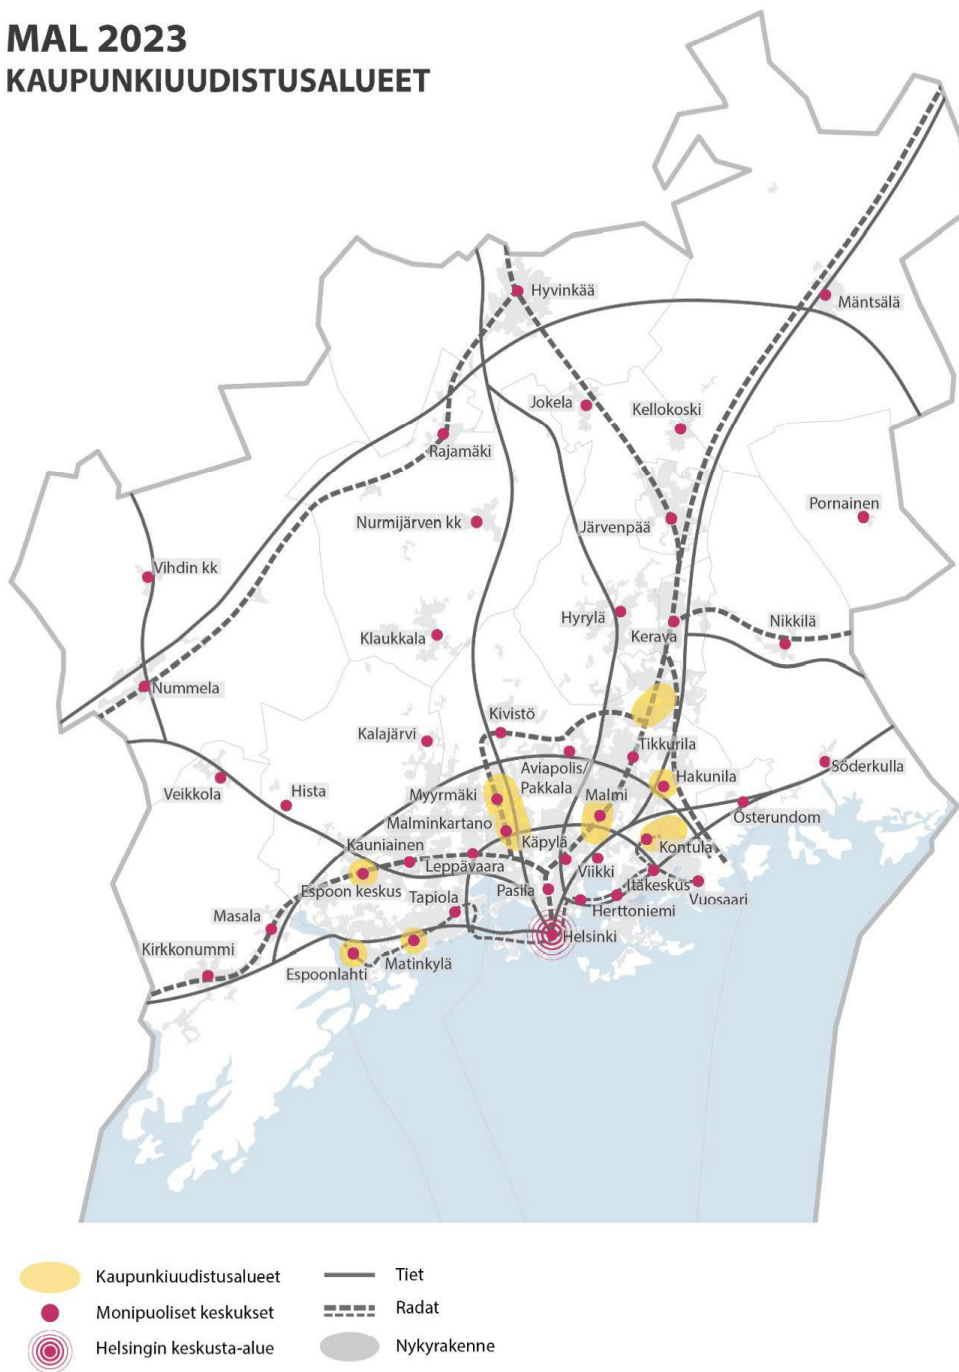 MAL 2023
KAUPUNKIUUDISTUSALUEET
Hyvinkää
Mäntsälä
Jokela
Kellokoski
Rajamäki
Pornainen
Nurmijärven kk
Järvenpää
Vihdin kk
Hyrylä
Nikkilä
Klaukkala
Kerava
Nummela
Kivistö
Kalajärvi
Tikkurila
Aviapolis/
Pakkala
Hakunila
Söderkulla
Veikkola
Hista
Myyrmäki
Malmi
Österundom
Malminkartano
Käpylä
Kontula
Kauniainen
Leppävaara
Viikki
Espoon keskus
Pasila
Itäkeskus
Vuosaari
Tapiola
Herttoniemi
Masala
Helsinki
Kirkkonummi
Espoonlahti
Matinkylä
Kaupunkiuudistusalueet
Tiet
Monipuoliset keskukset
Radat
Helsingin keskusta-alue
Nykyrakenne